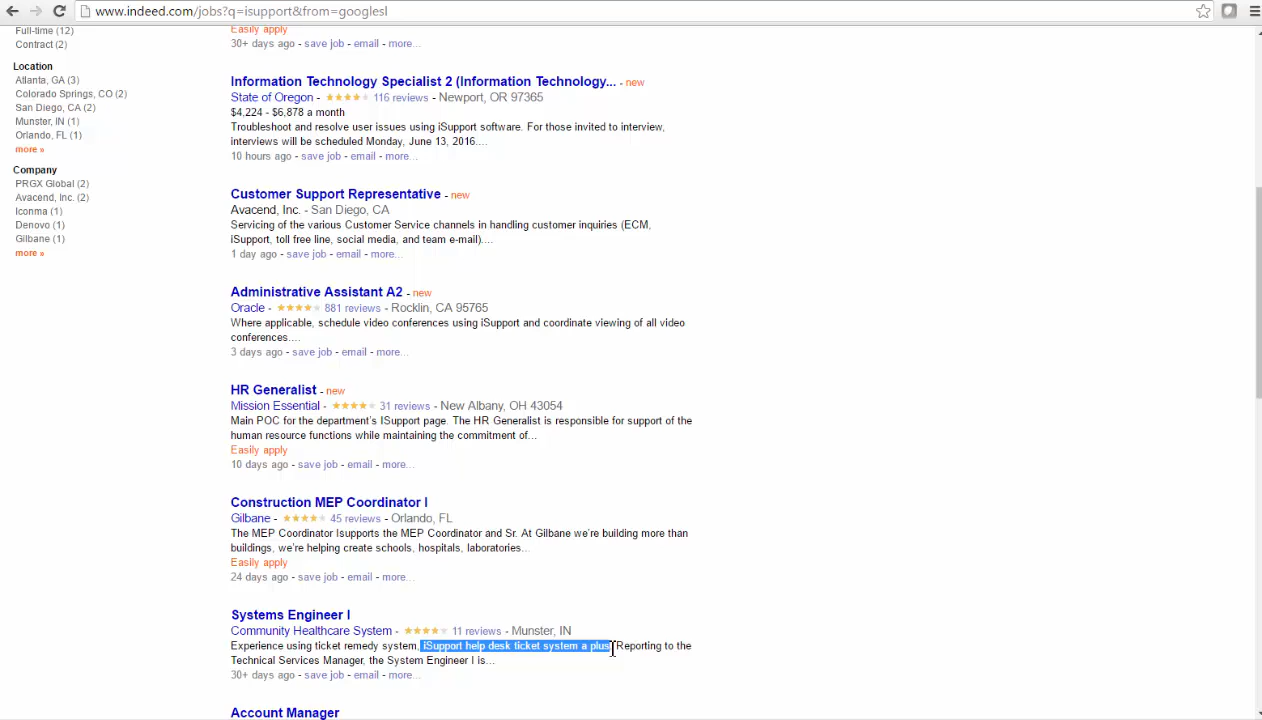 www.indeed.com/jobs?q=isupport&from=googlesl
Full-time (12)
Contract (2)
Location
Atlanta, GA (3)
Colorado Springs, CO (2)
San Diego, CA (2)
Munster, IN (1)
Orlando, FL (1)
more »
Company
PRGX Global (2)
Avacend, Inc. (2)
Iconma (1)
Denovo (1)
Gilbane (1)
more »
Easily apply
30+ days ago - save job - email - more...
Information Technology Specialist 2 (Information Technology... - new
State of Oregon - 116 reviews - Newport, OR 97365
$4,224 - $6,878 a month
Troubleshoot and resolve user issues using iSupport software. For those invited to interview,
interviews will be scheduled Monday, June 13, 2016....
10 hours ago - save job - email - more...
Customer Support Representative - new
Avacend, Inc. - San Diego, CA
Servicing of the various Customer Service channels in handling customer inquiries (ECM,
iSupport, toll free line, social media, and team e-mail)....
1 day ago - save job - email - more...
Administrative Assistant A2 - new
Oracle - 881 reviews - Rocklin, CA 95765
Where applicable, schedule video conferences using iSupport and coordinate viewing of all video
conferences....
3 days ago - save job - email - more...
HR Generalist - new
Mission Essential - 31 reviews - New Albany, OH 43054
Main POC for the department's ISupport page. The HR Generalist is responsible for support of the
human resource functions while maintaining the commitment of...
Easily apply
10 days ago - save job - email - more...
Construction MEP Coordinator I
Gilbane - 45 reviews - Orlando, FL
The MEP Coordinator Isupports the MEP Coordinator and Sr. At Gilbane we're building more than
buildings, we're helping create schools, hospitals, laboratories...
Easily apply
24 days ago - save job - email - more...
Systems Engineer I
Community Healthcare System - 11 reviews - Munster, IN
Experience using ticket remedy system, iSupport help desk ticket system a plus Reporting to the
Technical Services Manager, the System Engineer I is...
30+ days ago - save job - email - more...
Account Manager